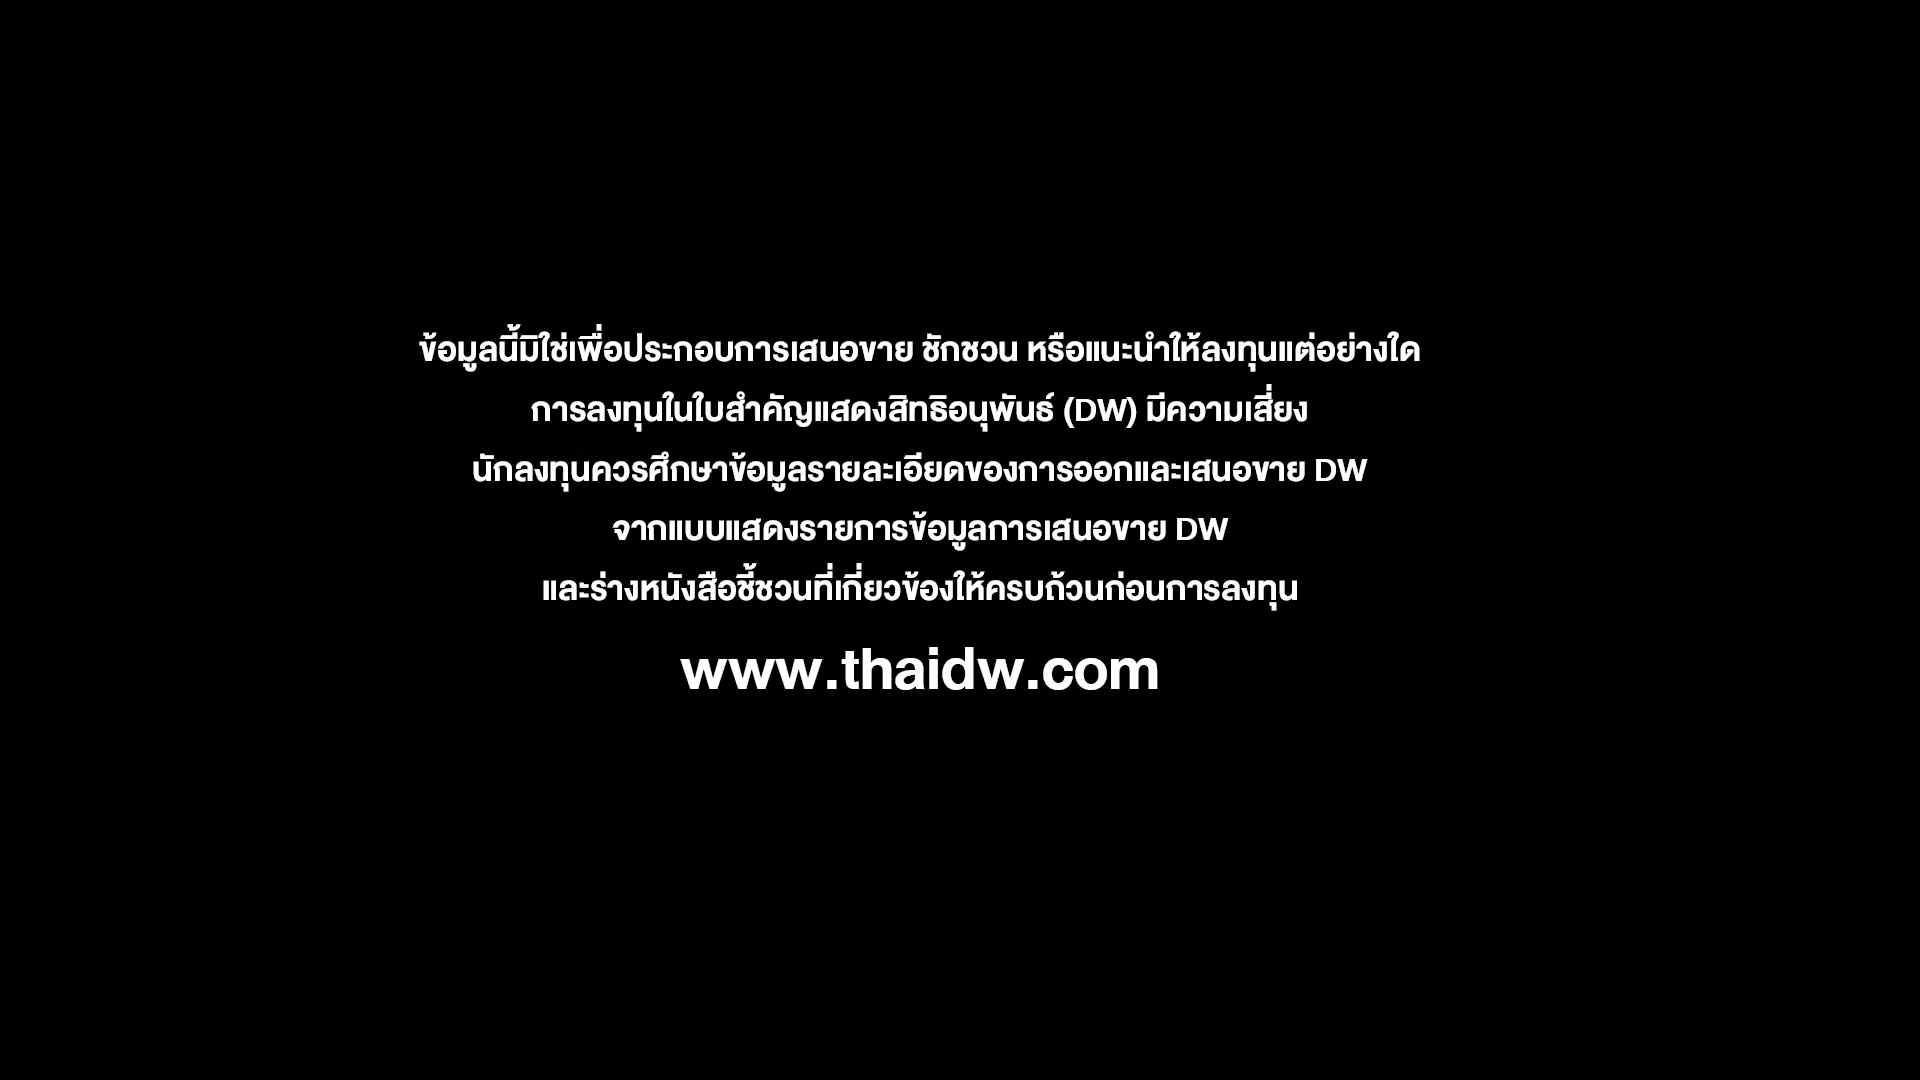 ข้อมูลนี้มิใช่เพื่อประกอบการเสนอขาย ชักชวน หรือแนะนำให้ลงทุนแต่อย่างใด
การลงทุนในใบสำคัญแสดงสิทธิอนุพันธ์ (DW) มีความเสี่ยง
นักลงทุนควรศึกษาข้อมูลรายละเอียดของการออกและเสนอขาย DW
จากแบบแสดงรายการข้อมูลการเสนอขาย DW
และร่างหนังสือชี้ชวนที่เกี่ยวข้องให้ครบถ้วนก่อนการลงทุน
www.thaidw.com